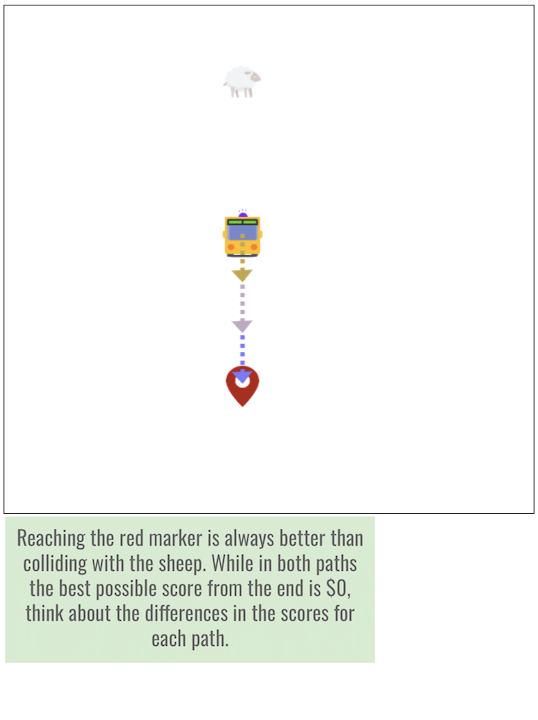 Reaching the red marker is always better than
colliding with the sheep. While in both paths
the best possible score from the end is $0,
think about the differences in the scores for
each path.